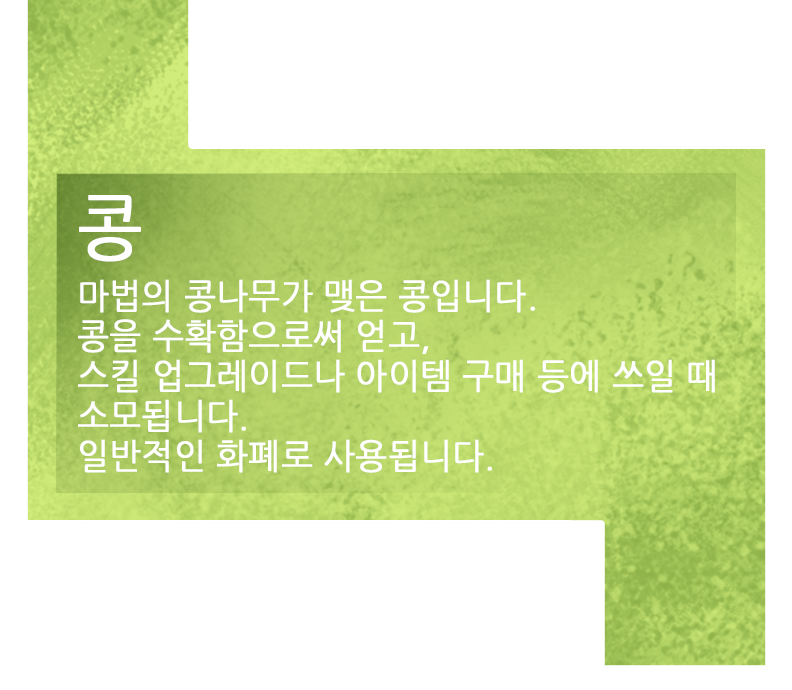 콩
마법의 콩나무가 맺은 콩입니다.
콩을 수확함으로써 얻고,
스킬 업그레이드나 아이템 구매 등에 쓰일 때
소모됩니다.
일반적인 화폐로 사용됩니다.